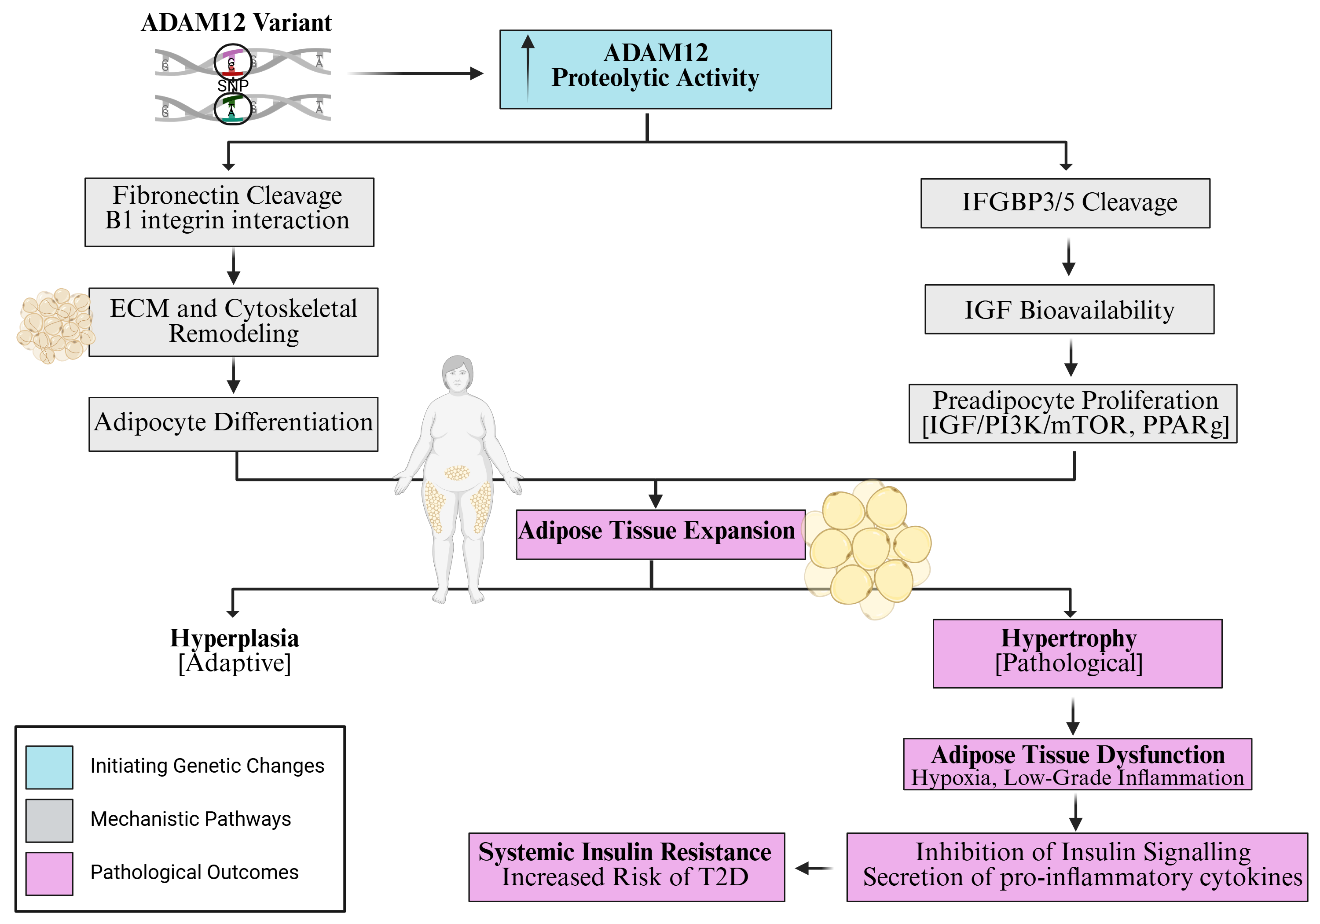 ADAM12 Variant
SNP
G
T
A
ADAM12
Proteolytic Activity
Fibronectin Cleavage
B1 integrin interaction
IFGBP3/5 Cleavage
ECM and Cytoskeletal
Remodeling
IGF Bioavailability
Adipocyte Differentiation
Preadipocyte Proliferation
[IGF/PI3K/mTOR, PPARg]
Adipose Tissue Expansion
Hyperplasia
[Adaptive]
Hypertrophy
[Pathological]
Adipose Tissue Dysfunction
Hypoxia, Low-Grade Inflammation
Inhibition of Insulin Signalling
Secretion of pro-inflammatory cytokines
Systemic Insulin Resistance
Increased Risk of T2D
Initiating Genetic Changes
Mechanistic Pathways
Pathological Outcomes